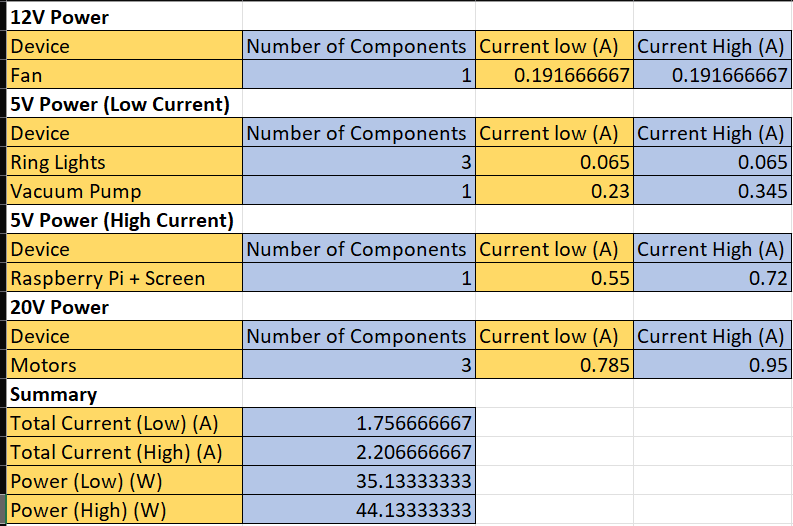 12V Power
Device Number of Components Current low (A) Current High (A)
Fan 1 0.191666667 0.191666667
5V Power (Low Current)
Device Number of Components Current low (A) Current High (A)
Ring Lights 3 0.065 0.065
Vacuum Pump 1 0.23 0.345
5V Power (High Current)
Device Number of Components Current low (A) Current High (A)
Raspberry Pi + Screen 1 0.55 0.72
20V Power
Device Number of Components Current low (A) Current High (A)
Motors 3 0.785 0.95
Summary
Total Current (Low) (A) 1.756666667
Total Current (High) (A) 2.206666667
Power (Low) (W) 35.13333333
Power (High) (W) 44.13333333